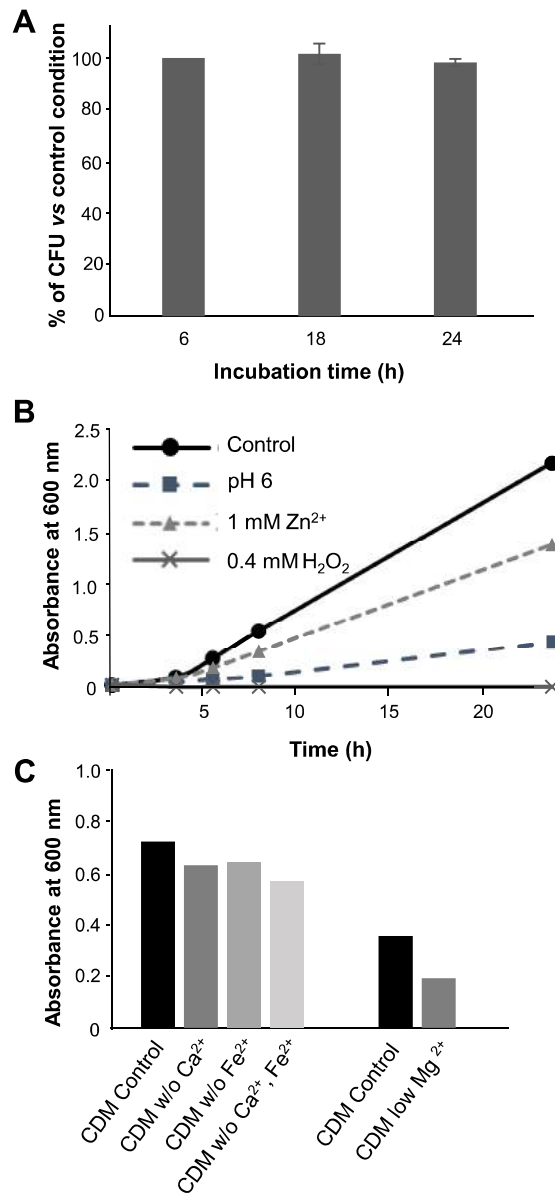 A
% of CFU vs control condition
100
80
60
40
20
0
6 18 24
Incubation time (h)
B
Absorbance at 600 nm
2.5
2.0
1.5
1.0
0.5
0
Control
pH 6
1 mM Zn²⁺
0.4 mM H₂O₂
5 10 15 20
Time (h)
C
Absorbance at 600 nm
1.0
0.8
0.6
0.4
0.2
0
CDM Control
CDM w/o Ca²⁺
CDM w/o Fe²⁺
CDM w/o Ca²⁺, Fe²⁺
CDM Control
CDM low Mg ²⁺